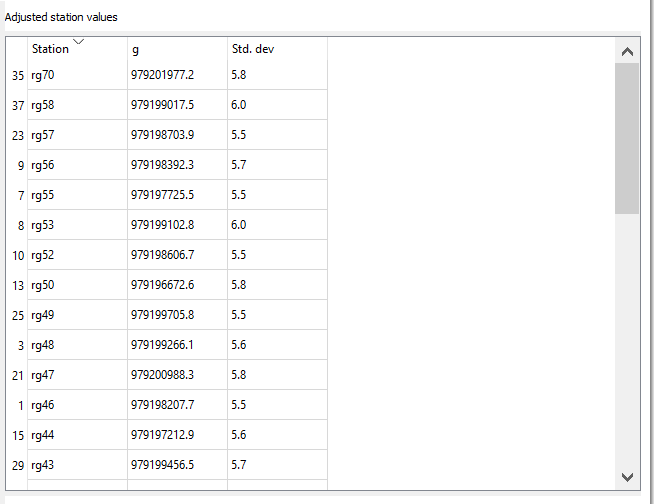 Adjusted station values
Station g Std. dev
35 rg70 979201977.2 5.8
37 rg58 979199017.5 6.0
23 rg57 979198703.9 5.5
9 rg56 979198392.3 5.7
7 rg55 979197725.5 5.5
8 rg53 979199102.8 6.0
10 rg52 979198606.7 5.5
13 rg50 979196672.6 5.8
25 rg49 979199705.8 5.5
3 rg48 979199266.1 5.6
21 rg47 979200988.3 5.8
1 rg46 979198207.7 5.5
15 rg44 979197212.9 5.6
29 rg43 979199456.5 5.7